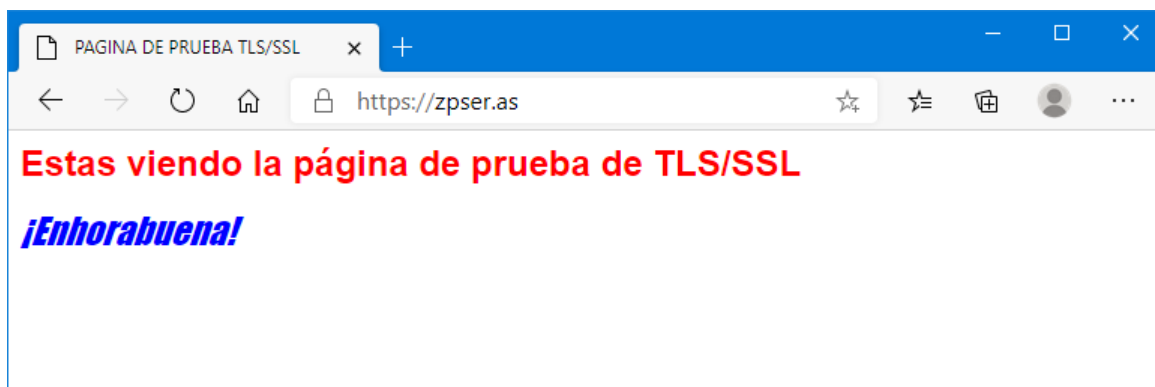 PAGINA DE PRUEBA TLS/SSL
https://zpser.as
Estas viendo la página de prueba de TLS/SSL
¡Enhorabuena!